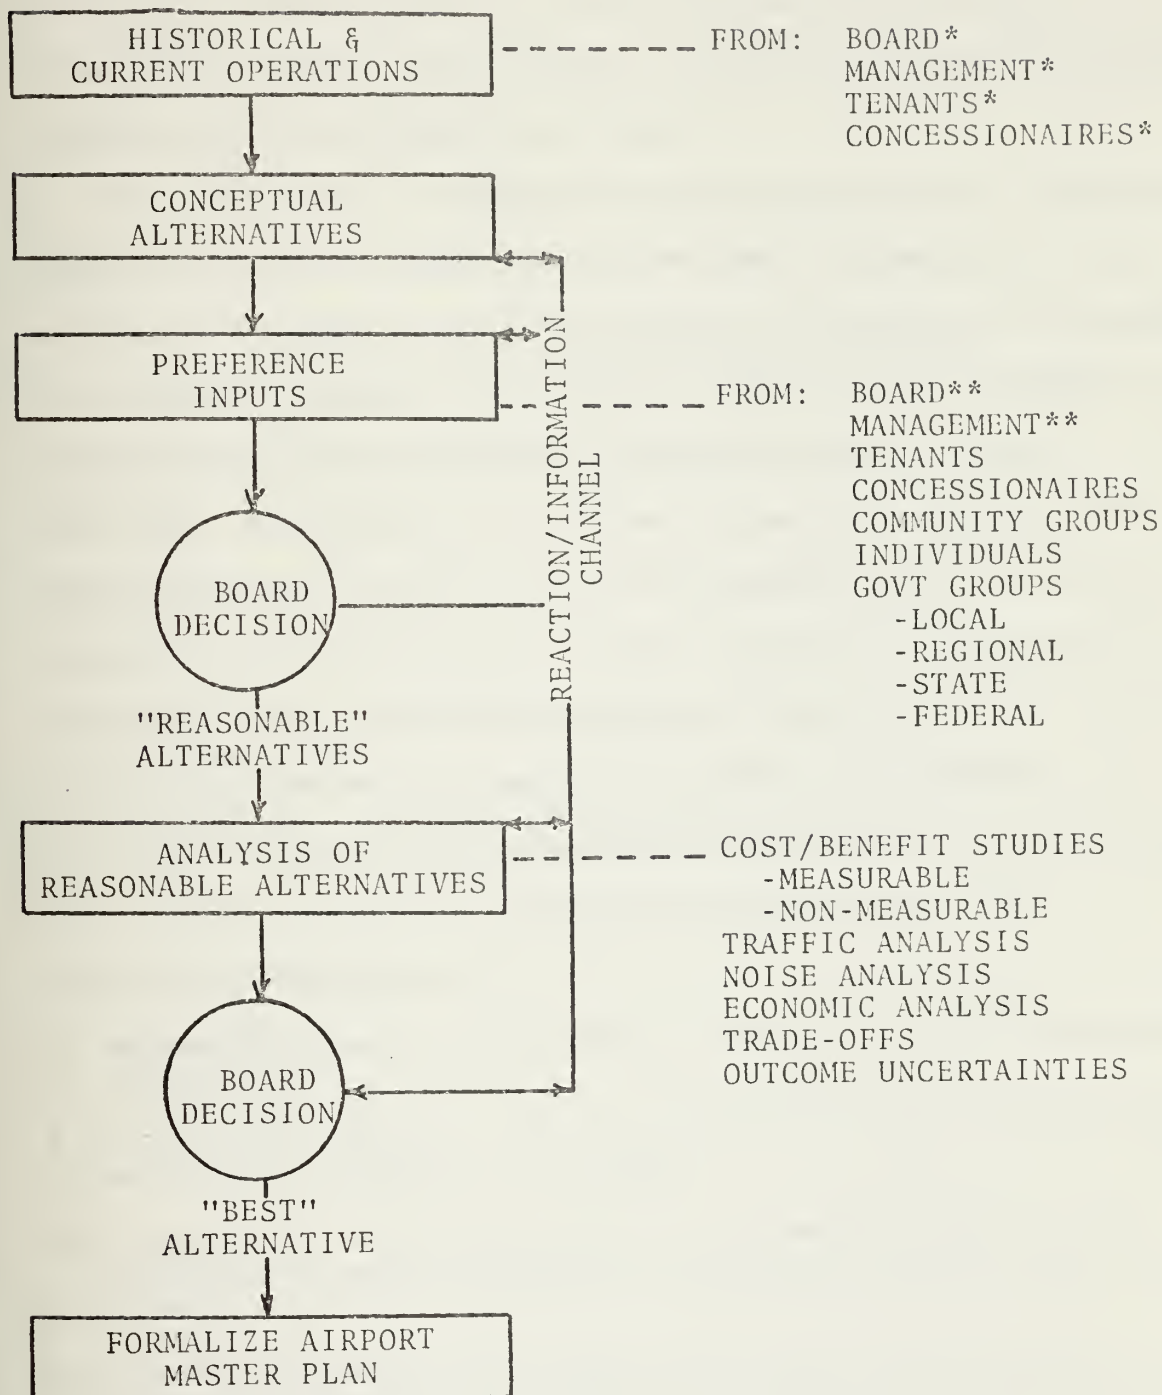 HISTORICAL &
CURRENT OPERATIONS
FROM: BOARD*
MANAGEMENT*
TENANTS*
CONCESSIONAIRES*
CONCEPTUAL
ALTERNATIVES
PREFERENCE
INPUTS
FROM: BOARD**
MANAGEMENT**
TENANTS
CONCESSIONAIRES
COMMUNITY GROUPS
INDIVIDUALS
GOVT GROUPS
-LOCAL
-REGIONAL
-STATE
-FEDERAL
REACTION/INFORMATION
CHANNEL
BOARD
DECISION
"REASONABLE"
ALTERNATIVES
ANALYSIS OF
REASONABLE ALTERNATIVES
COST/BENEFIT STUDIES
-MEASURABLE
-NON-MEASURABLE
TRAFFIC ANALYSIS
NOISE ANALYSIS
ECONOMIC ANALYSIS
TRADE-OFFS
OUTCOME UNCERTAINTIES
BOARD
DECISION
"BEST"
ALTERNATIVE
FORMALIZE AIRPORT
MASTER PLAN